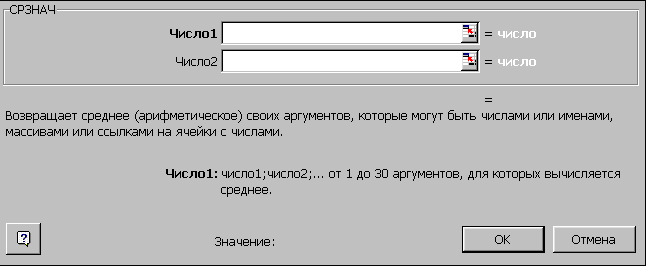 СРЗНАЧ
Число1 = число
Число2 = число
=
Возвращает среднее (арифметическое) своих аргументов, которые могут быть числами или именами,
массивами или ссылками на ячейки с числами.
Число1: число1;число2;... от 1 до 30 аргументов, для которых вычисляется
среднее.
? Значение: OK Отмена